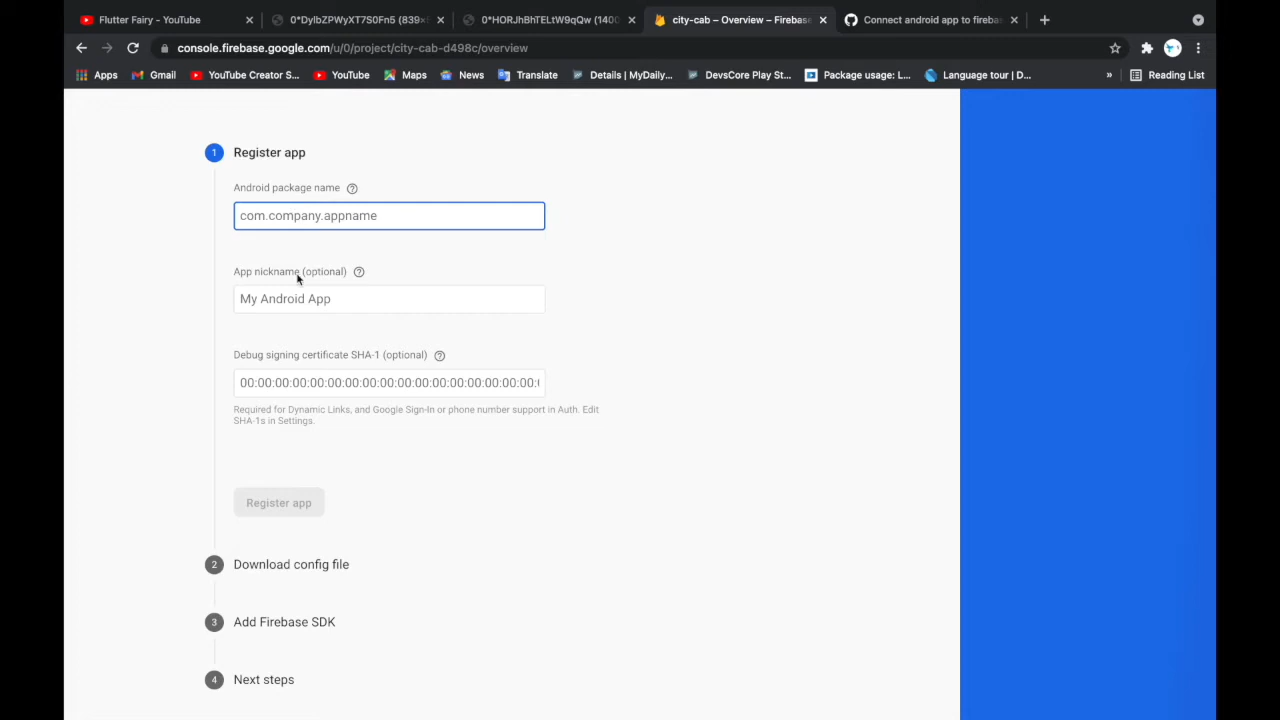 Flutter Fairy - YouTube
0*DylbZPWyXT7S0Fn5 (839×
0*HORJhBhTELtW9qQw (1400
city-cab – Overview – Firebase
Connect android app to fireba
console.firebase.google.com/u/0/project/city-cab-d498c/overview
Apps
Gmail
YouTube Creator S...
YouTube
Maps
News
Translate
Details | MyDaily...
DevsCore Play St...
Package usage: L...
Language tour | D...
»
Reading List
1
Register app
Android package name
com.company.appname
App nickname (optional)
My Android App
Debug signing certificate SHA-1 (optional)
00:00:00:00:00:00:00:00:00:00:00:00:00:00:00:00:00:
Required for Dynamic Links, and Google Sign-In or phone number support in Auth. Edit
SHA-1s in Settings.
Register app
2
Download config file
3
Add Firebase SDK
4
Next steps